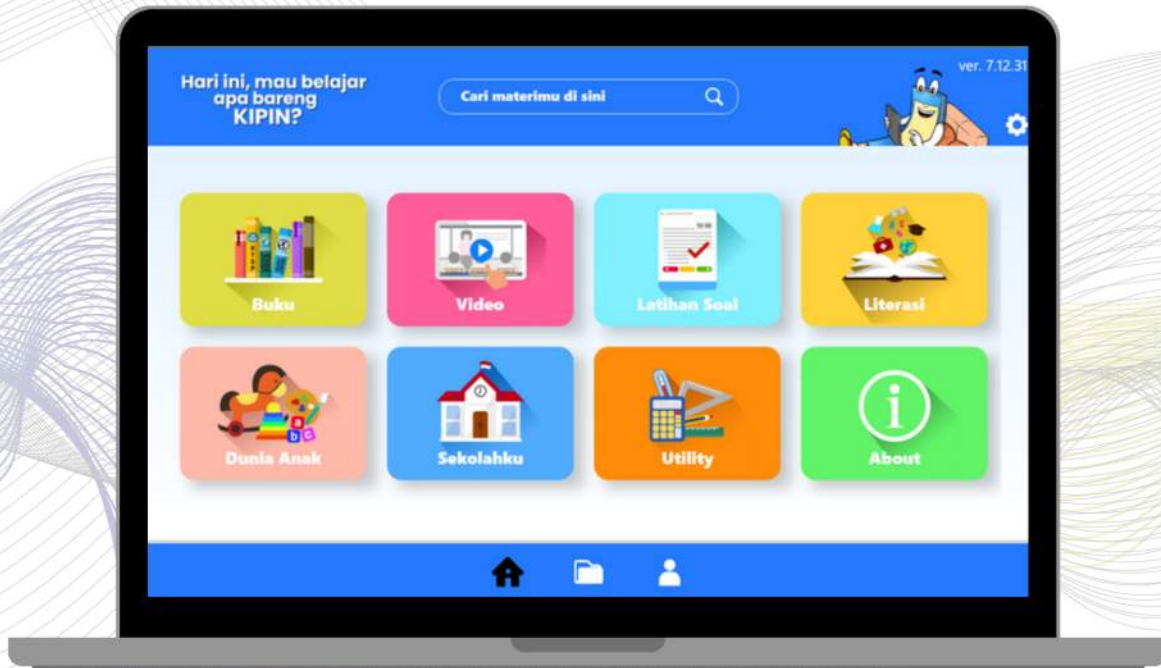 Hari ini, mau belajar
apa bareng
KIPIN?
Cari materimu di sini
ver. 7.12.31
Buku
Video
Latihan Soal
Literasi
Dunia Anak
Sekolahku
Utility
About